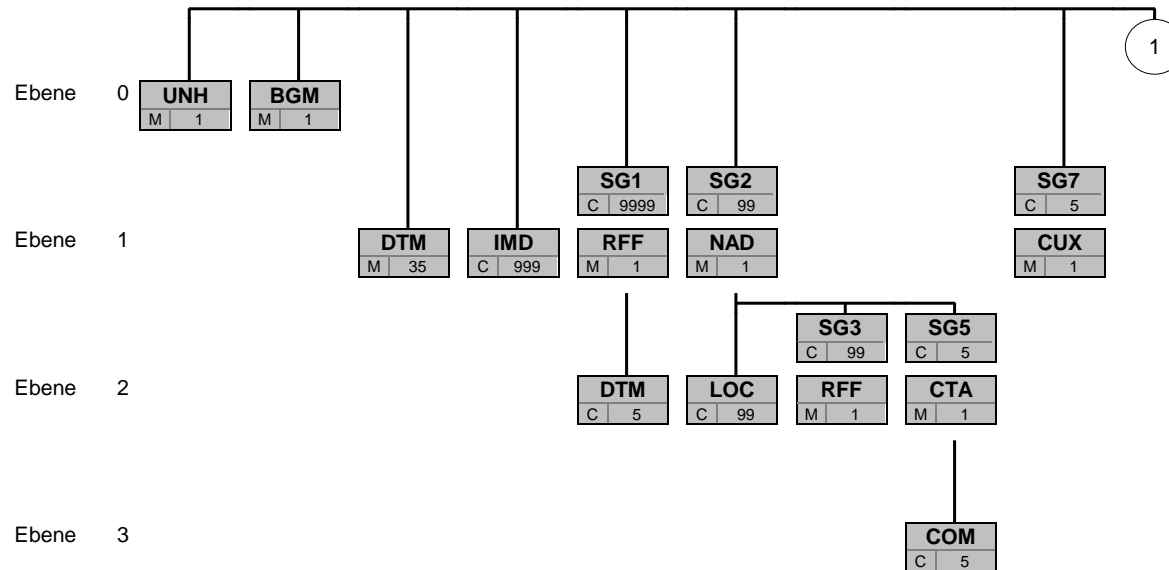 1
Ebene 0 UNH BGM
M 1 M 1
SG1 SG2 SG7
C 9999 C 99 C 5
Ebene 1 DTM IMD RFF NAD CUX
M 35 C 999 M 1 M 1 M 1
SG3 SG5
C 99 C 5
Ebene 2 DTM LOC RFF CTA
C 5 C 99 M 1 M 1
Ebene 3 COM
C 5